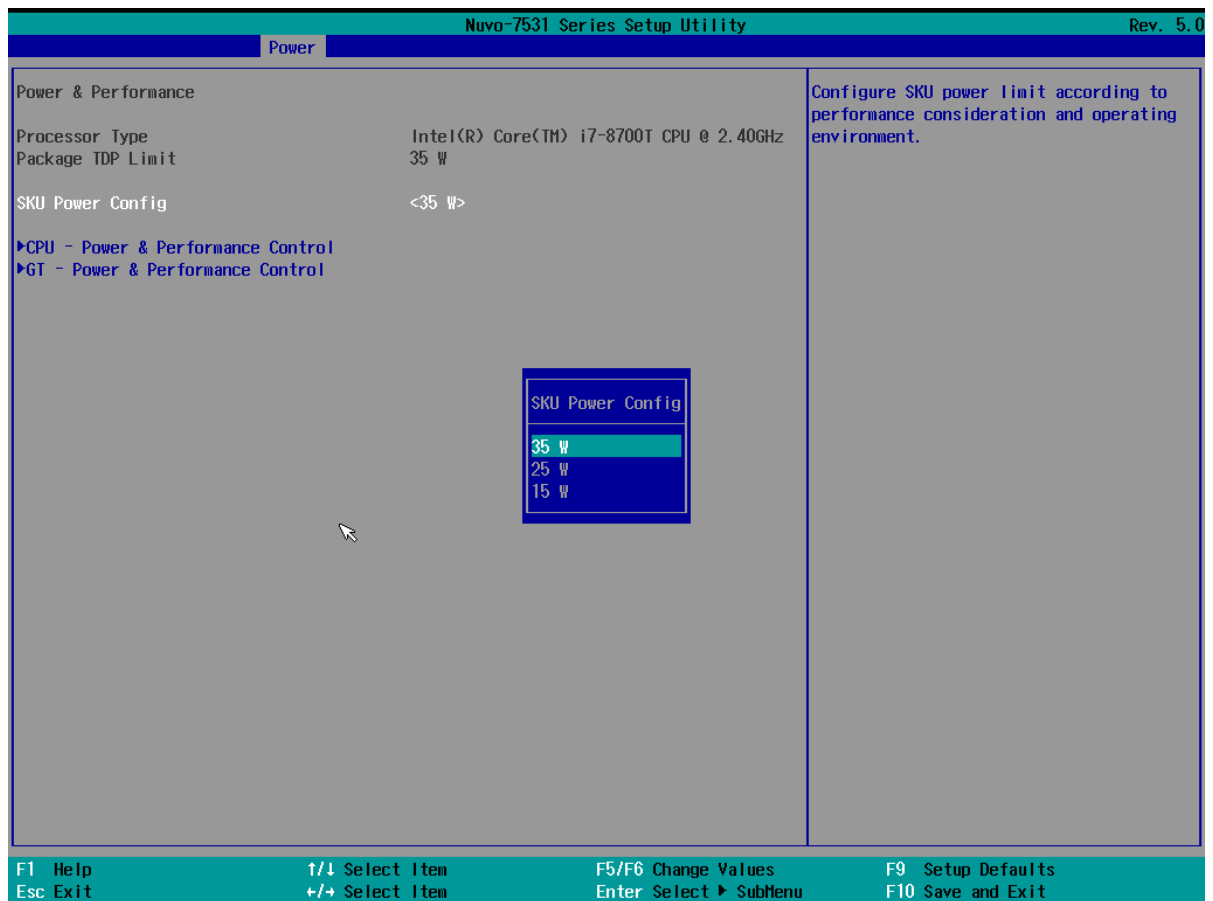 Nuvo-7531 Series Setup Utility Rev. 5.0
Power
Power & Performance
Processor Type Intel(R) Core(TM) i7-8700T CPU @ 2.40GHz
Package TDP Limit 35 W
SKU Power Config <35 W>
▶CPU - Power & Performance Control
▶GT - Power & Performance Control
Configure SKU power limit according to
performance consideration and operating
environment.
SKU Power Config
35 W
25 W
15 W
F1 Help ↑/↓ Select Item F5/F6 Change Values F9 Setup Defaults
Esc Exit ←/→ Select Item Enter Select ▶ SubMenu F10 Save and Exit